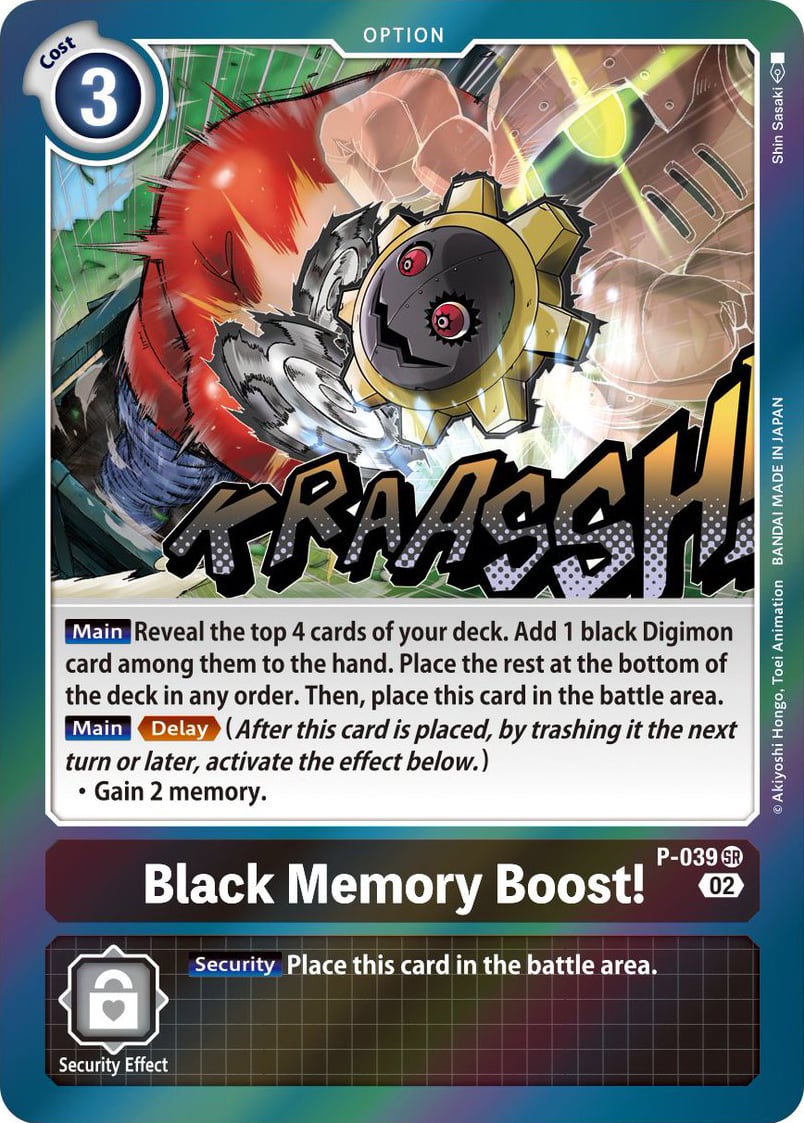 OPTION
Cost
3
Shin Sasaki
KRAASSH!
Main Reveal the top 4 cards of your deck. Add 1 black Digimon
card among them to the hand. Place the rest at the bottom of
the deck in any order. Then, place this card in the battle area.
Main Delay (After this card is placed, by trashing it the next
turn or later, activate the effect below.)
・Gain 2 memory.
©Akiyoshi Hongo, Toei Animation BANDAI MADE IN JAPAN
P-039 SR
Black Memory Boost!
02
Security Place this card in the battle area.
Security Effect